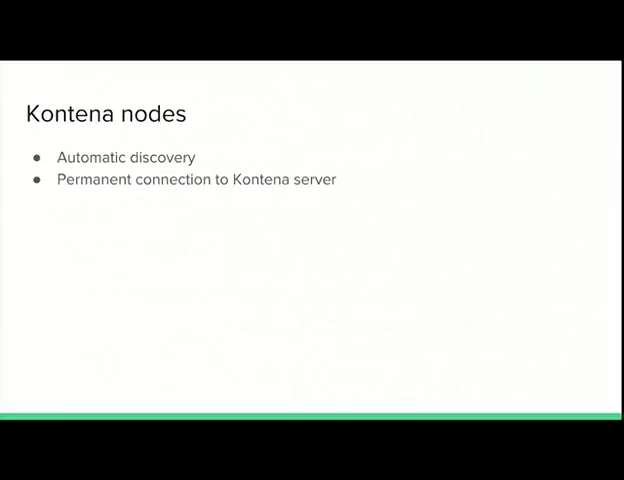 Kontena nodes
● Automatic discovery
● Permanent connection to Kontena server